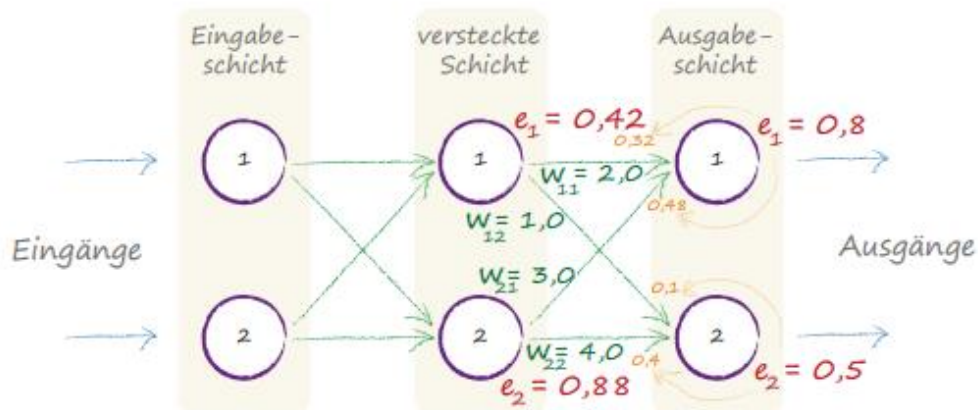 Eingabe-
schicht
versteckte
Schicht
Ausgabe-
schicht
e1 = 0,42
e1 = 0,8
1
1
0,32
1
w11 = 2,0
0,48
w12 = 1,0
Eingänge
Ausgänge
w21 = 3,0
0,1
2
2
2
w22 = 4,0
0,4
e2 = 0,88
e2 = 0,5